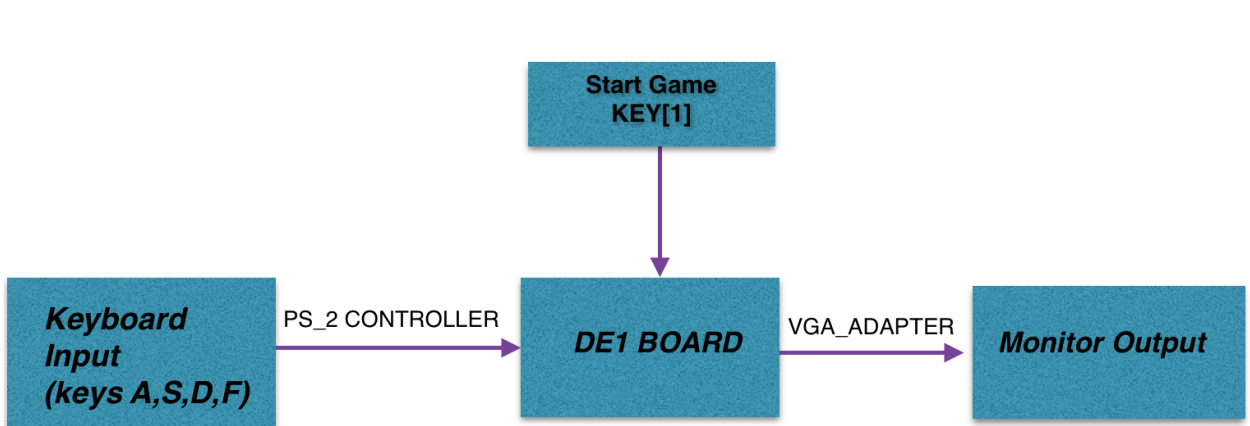 Start Game
KEY[1]
Keyboard
Input
(keys A,S,D,F)
PS_2 CONTROLLER
DE1 BOARD
VGA_ADAPTER
Monitor Output